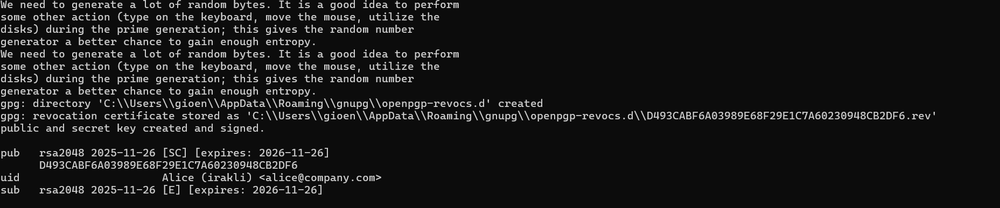 We need to generate a lot of random bytes. It is a good idea to perform
some other action (type on the keyboard, move the mouse, utilize the
disks) during the prime generation; this gives the random number
generator a better chance to gain enough entropy.
We need to generate a lot of random bytes. It is a good idea to perform
some other action (type on the keyboard, move the mouse, utilize the
disks) during the prime generation; this gives the random number
generator a better chance to gain enough entropy.
gpg: directory 'C:\\Users\\gioen\\AppData\\Roaming\\gnupg\\openpgp-revocs.d' created
gpg: revocation certificate stored as 'C:\\Users\\gioen\\AppData\\Roaming\\gnupg\\openpgp-revocs.d\\D493CABF6A03989E68F29E1C7A60230948CB2DF6.rev'
public and secret key created and signed.

pub   rsa2048 2025-11-26 [SC] [expires: 2026-11-26]
      D493CABF6A03989E68F29E1C7A60230948CB2DF6
uid                      Alice (irakli) <alice@company.com>
sub   rsa2048 2025-11-26 [E] [expires: 2026-11-26]